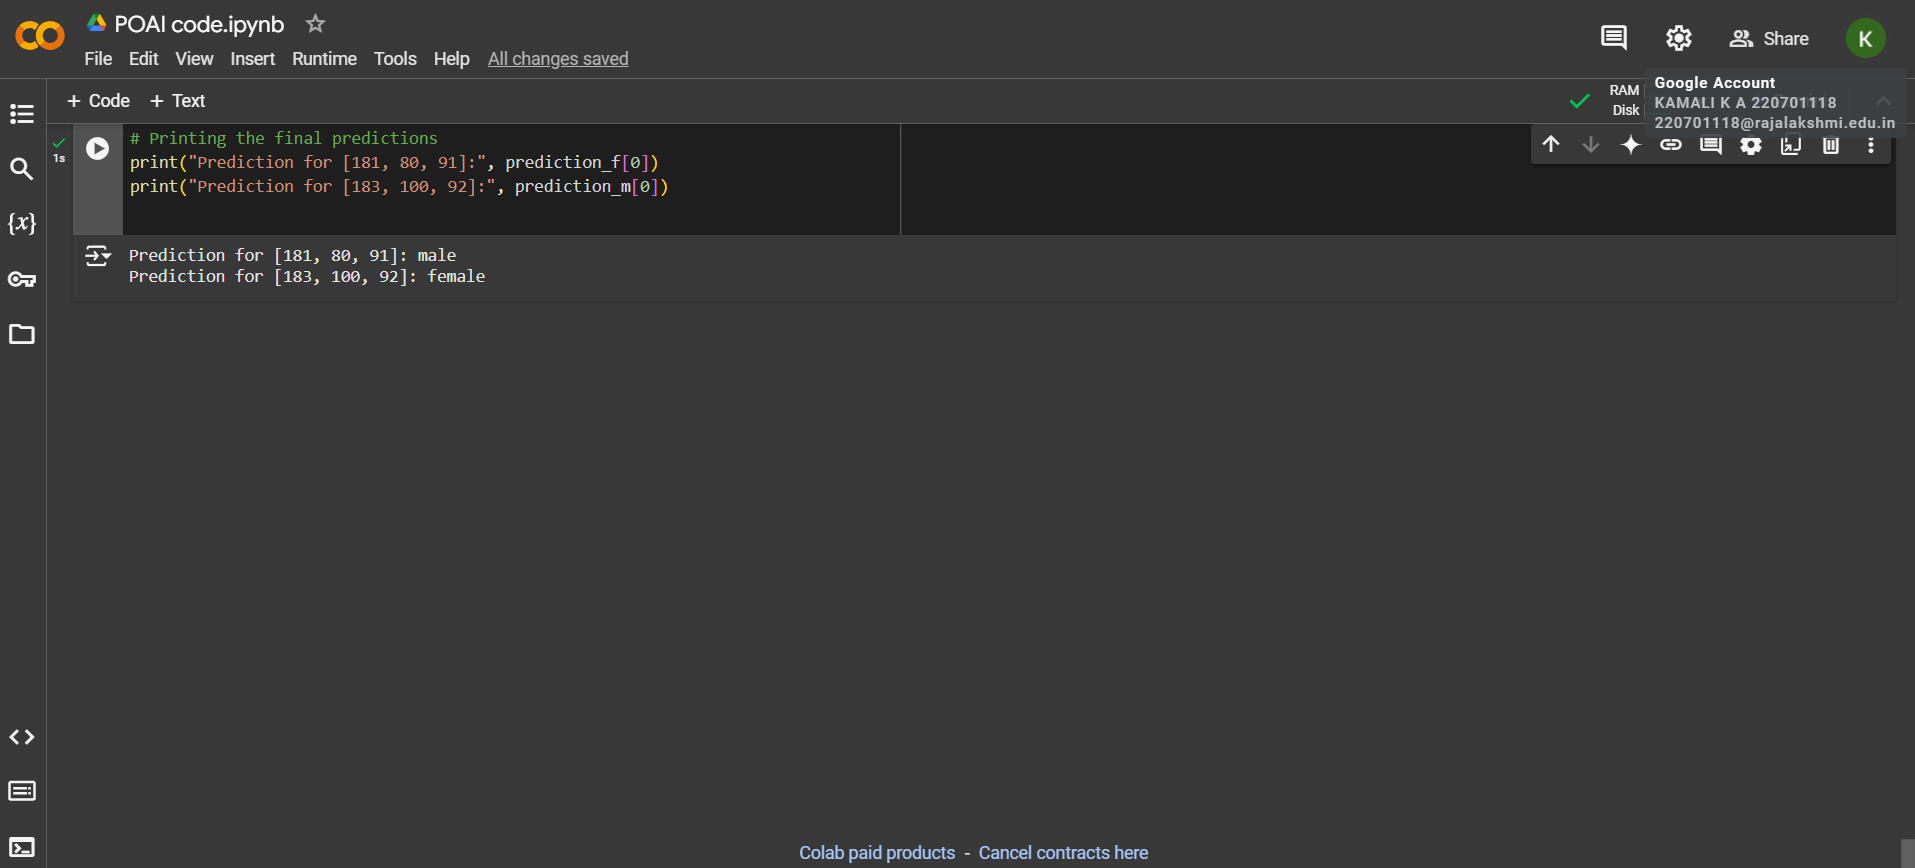 POAI code.ipynb
File Edit View Insert Runtime Tools Help All changes saved
Share
K
Google Account
KAMALI K A 220701118
220701118@rajalakshmi.edu.in
+ Code + Text
RAM
Disk
{x}
1s
# Printing the final predictions
print("Prediction for [181, 80, 91]:", prediction_f[0])
print("Prediction for [183, 100, 92]:", prediction_m[0])
Prediction for [181, 80, 91]: male
Prediction for [183, 100, 92]: female
Colab paid products - Cancel contracts here